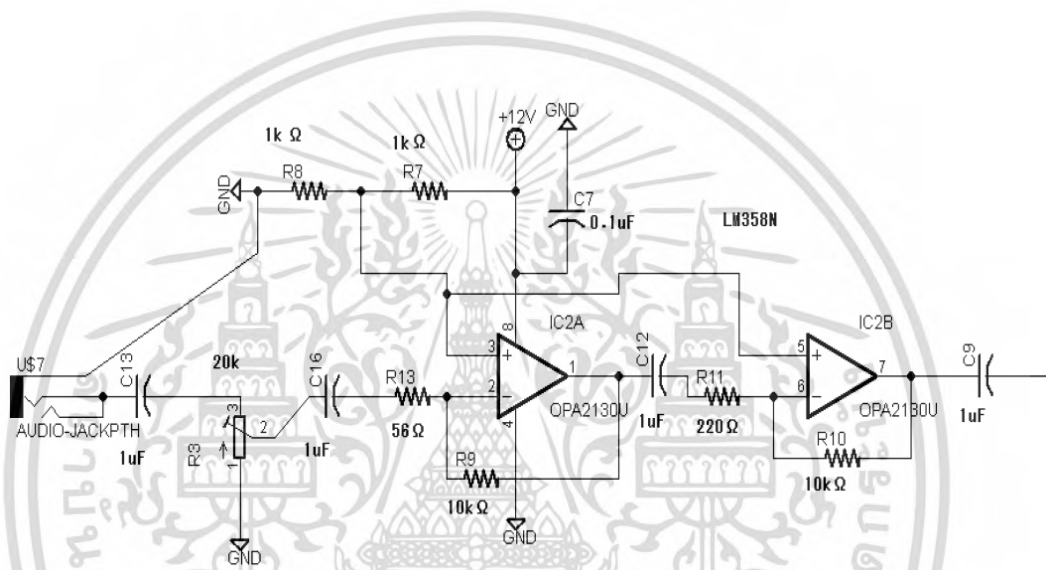 +12V
GND
1k Ω
1k Ω
R8
R7
GND
C7
0.1uF
LM358N
8
IC2A
IC2B
U$7
C13
20k
C16
R13
3
+
2
-
1
C12
R11
5
+
6
-
7
C9
AUDIO-JACKPTH
3
2
1
R3
1uF
1uF
56Ω
4
OPA2130U
1uF
220Ω
OPA2130U
1uF
R9
10kΩ
R10
10kΩ
GND
GND